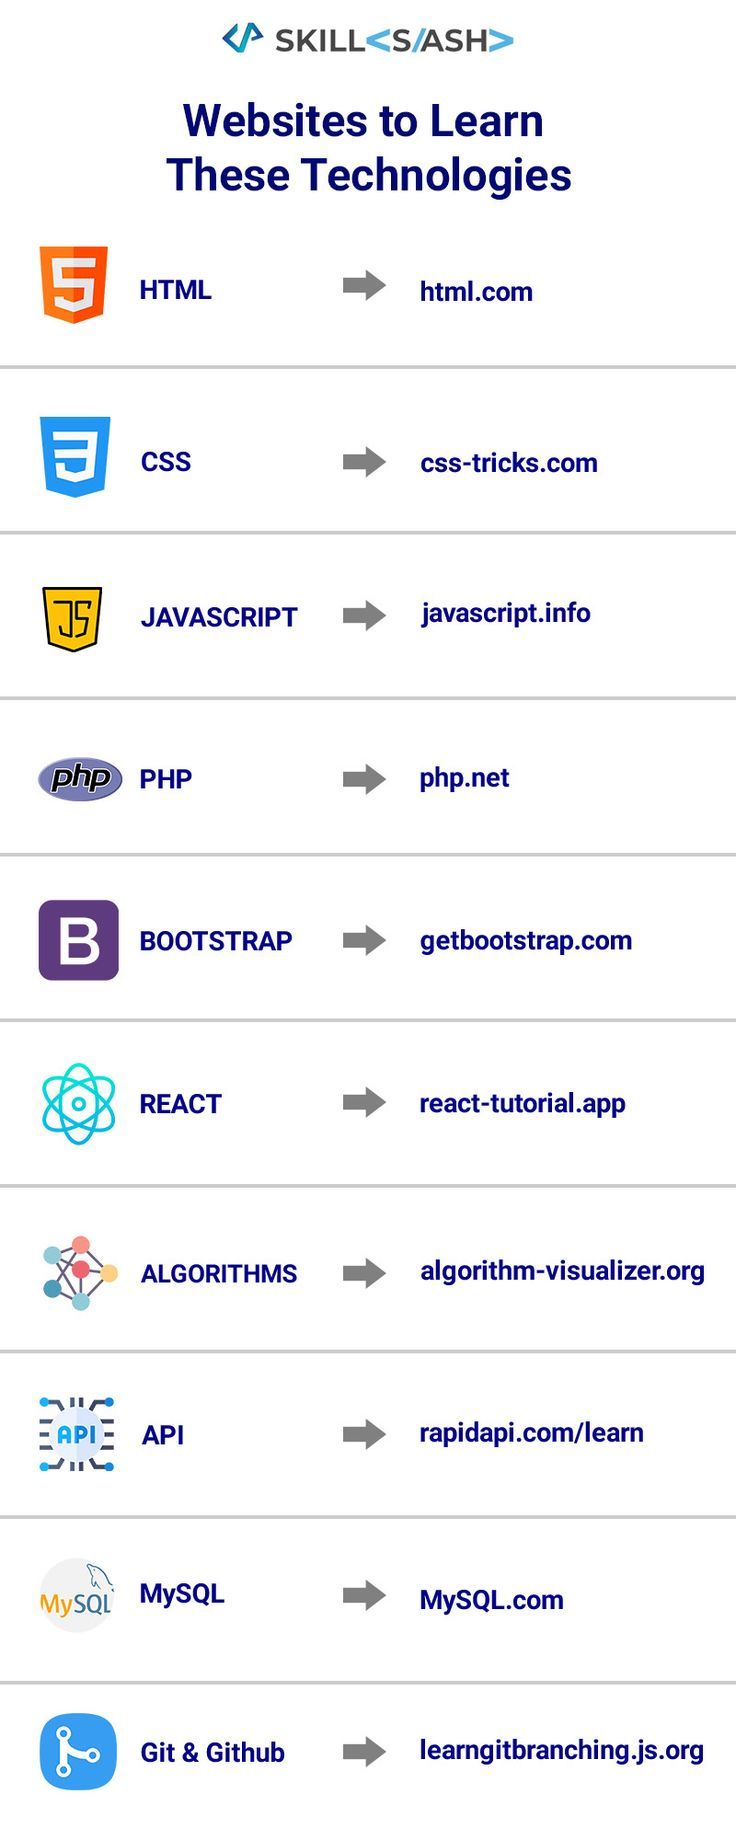 SKILL<S/ASH>
Websites to Learn
These Technologies
HTML
html.com
CSS
css-tricks.com
JS
JAVASCRIPT
javascript.info
php
PHP
php.net
B
BOOTSTRAP
getbootstrap.com
REACT
react-tutorial.app
ALGORITHMS
algorithm-visualizer.org
API
API
rapidapi.com/learn
MySQL
MySQL
MySQL.com
Git & Github
learngitbranching.js.org